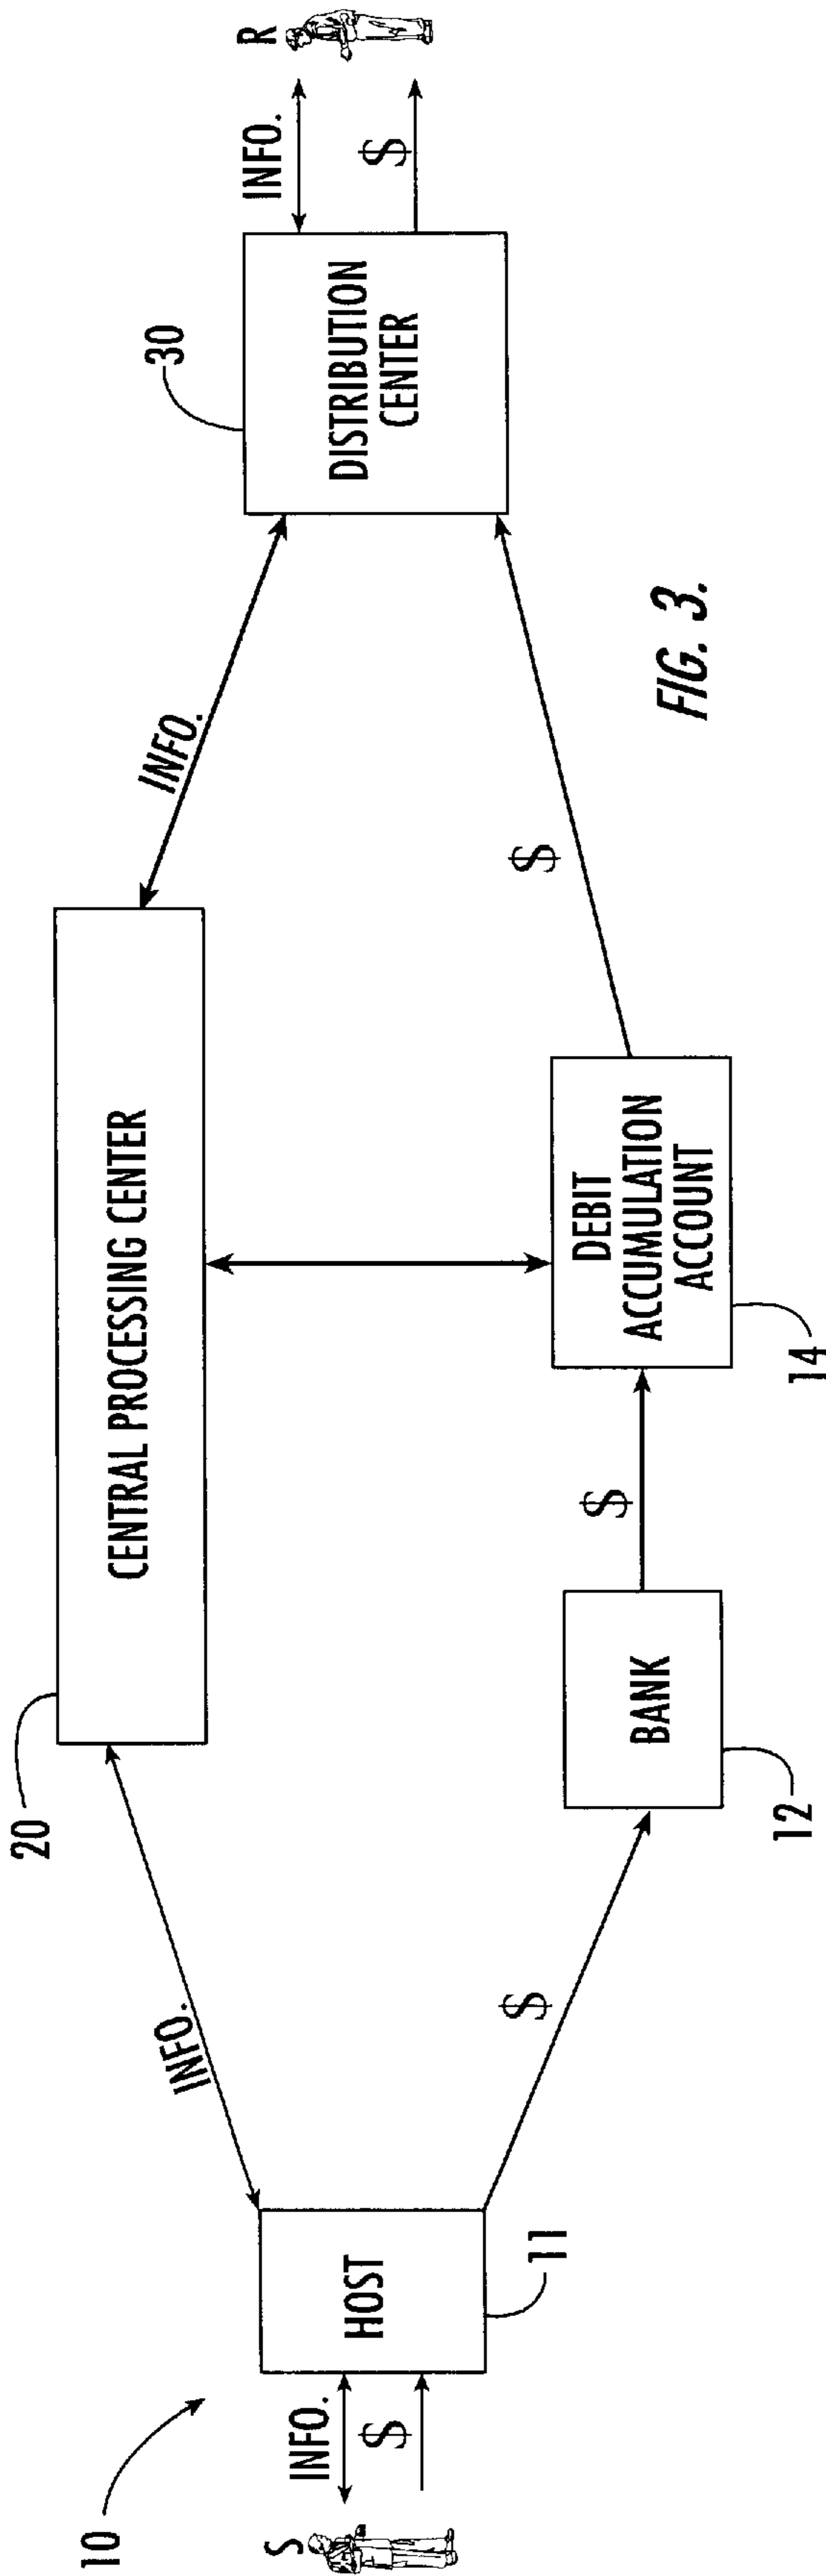 10
S
INFO.
$
HOST
11
INFO.
$
20
CENTRAL PROCESSING CENTER
BANK
12
$
DEBIT
ACCUMULATION
ACCOUNT
14
INFO.
$
30
DISTRIBUTION
CENTER
INFO.
$
R
FIG. 3.